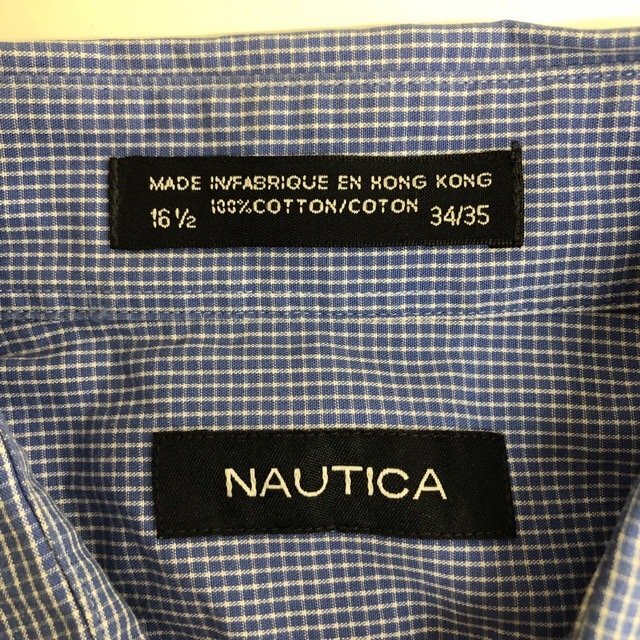 MADE IN/FABRIQUE EN HONG KONG
16 ½ 100% COTTON/COTON 34/35
NAUTICA